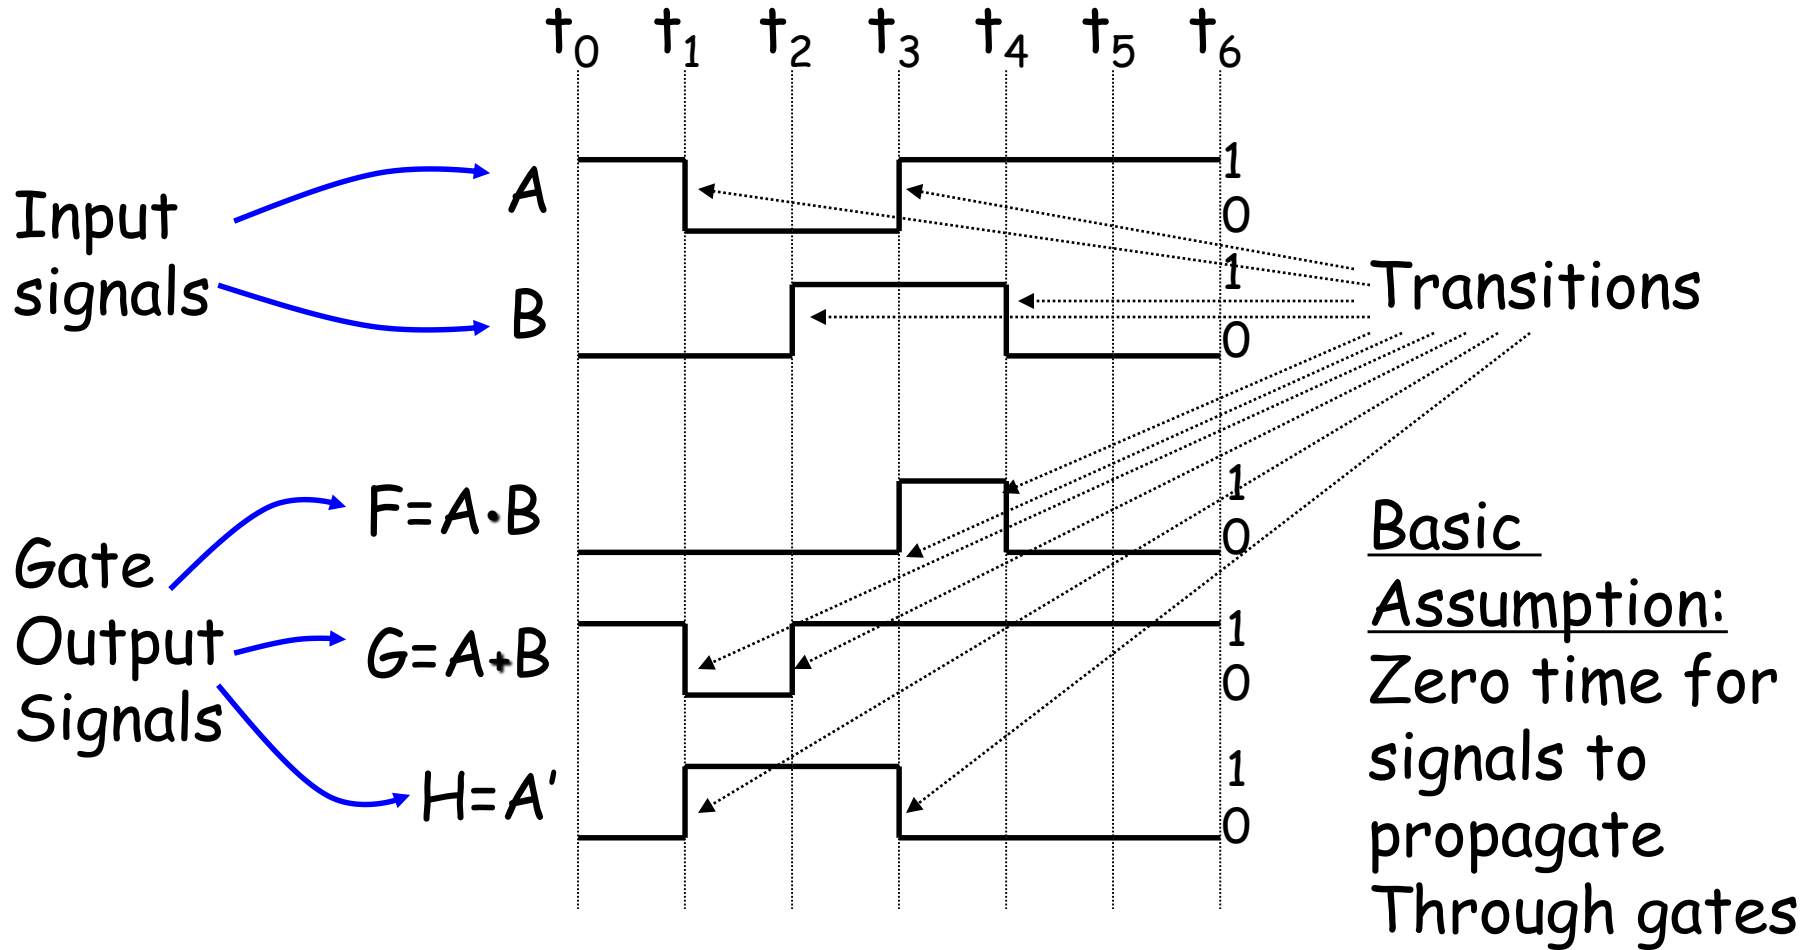 t0 t1 t2 t3 t4 t5 t6
Input
signals
A
1
0
B
1
0
Transitions
F=A·B
1
0
Gate
Output
Signals
G=A+B
1
0
H=A'
1
0
Basic
Assumption:
Zero time for
signals to
propagate
Through gates